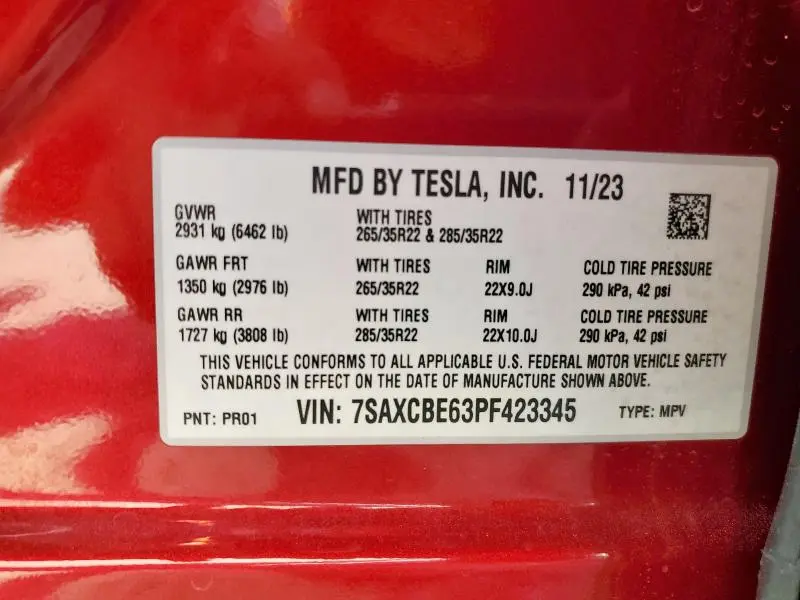 MFD BY TESLA, INC. 11/23
GVWR WITH TIRES
2931 kg (6462 lb) 265/35R22 & 285/35R22
GAWR FRT WITH TIRES RIM COLD TIRE PRESSURE
1350 kg (2976 lb) 265/35R22 22X9.0J 290 kPa, 42 psi
GAWR RR WITH TIRES RIM COLD TIRE PRESSURE
1727 kg (3808 lb) 285/35R22 22X10.0J 290 kPa, 42 psi
THIS VEHICLE CONFORMS TO ALL APPLICABLE U.S. FEDERAL MOTOR VEHICLE SAFETY
STANDARDS IN EFFECT ON THE DATE OF MANUFACTURE SHOWN ABOVE.
PNT: PR01 VIN: 7SAXCBE63PF423345 TYPE: MPV